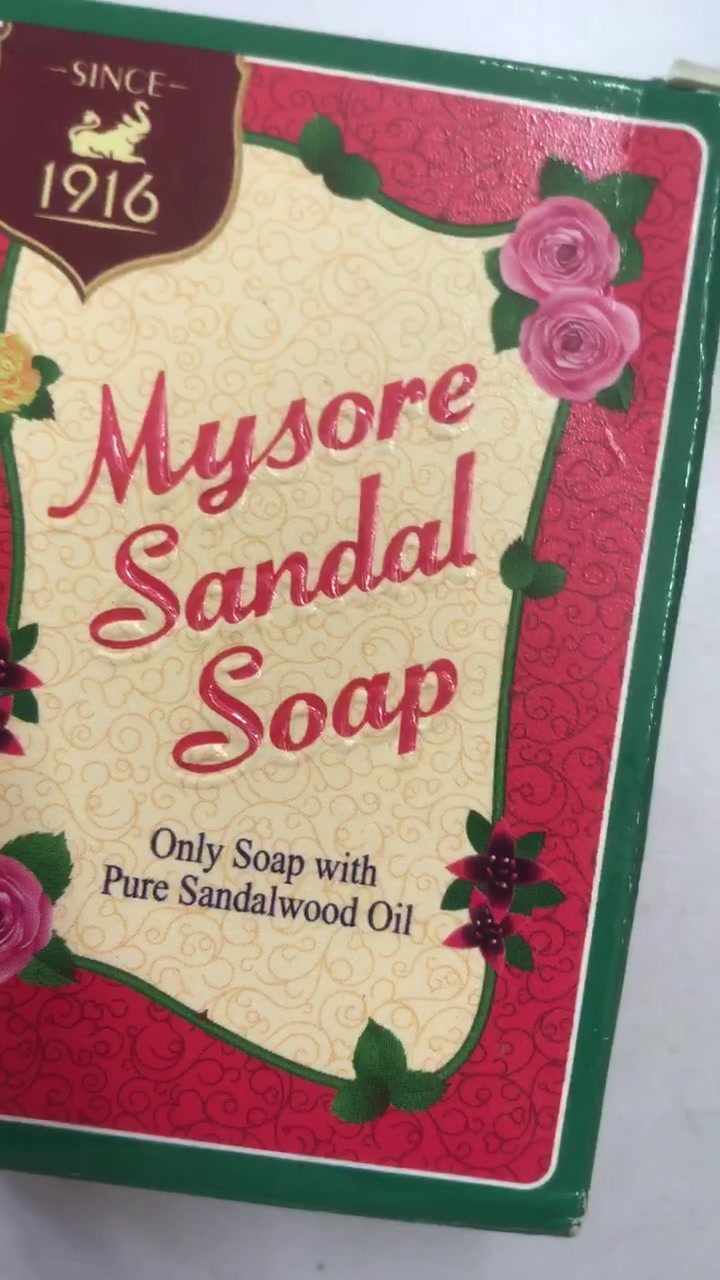 -SINCE-
1916
Mysore
Sandal
Soap
Only Soap with
Pure Sandalwood Oil